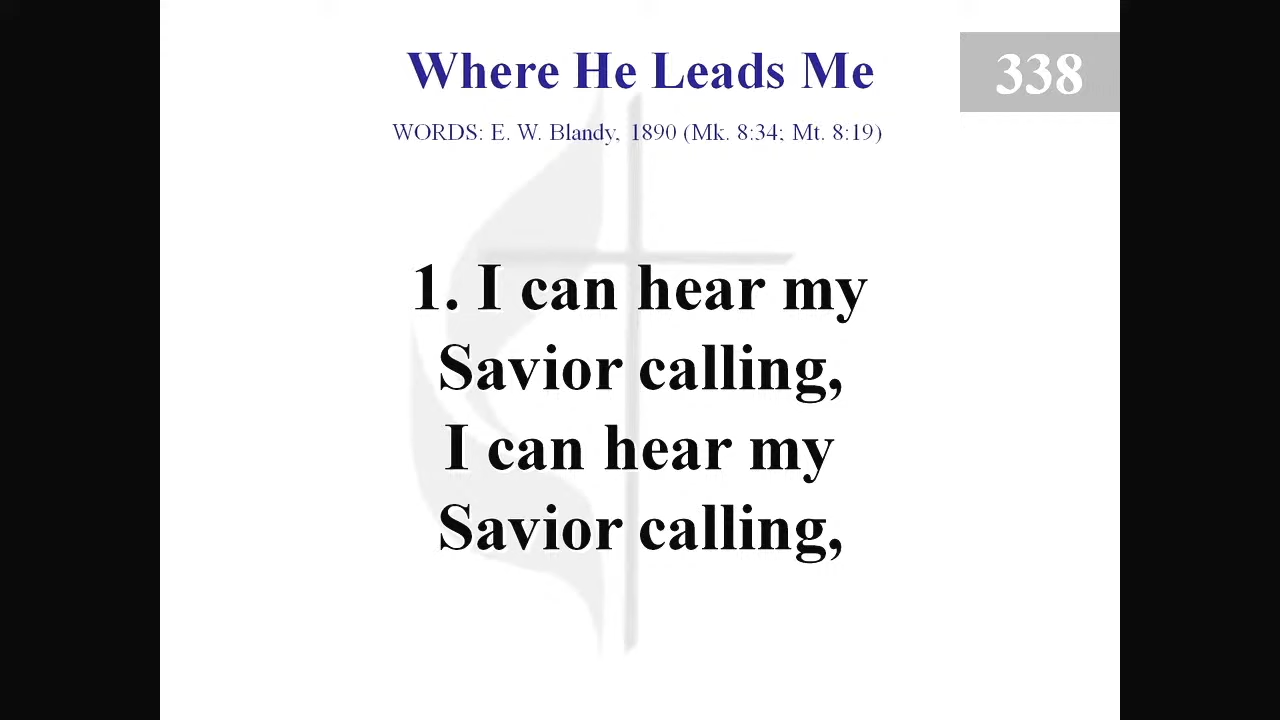 Where He Leads Me
338
WORDS: E. W. Blandy, 1890 (Mk. 8:34; Mt. 8:19)
1. I can hear my
Savior calling,
I can hear my
Savior calling,